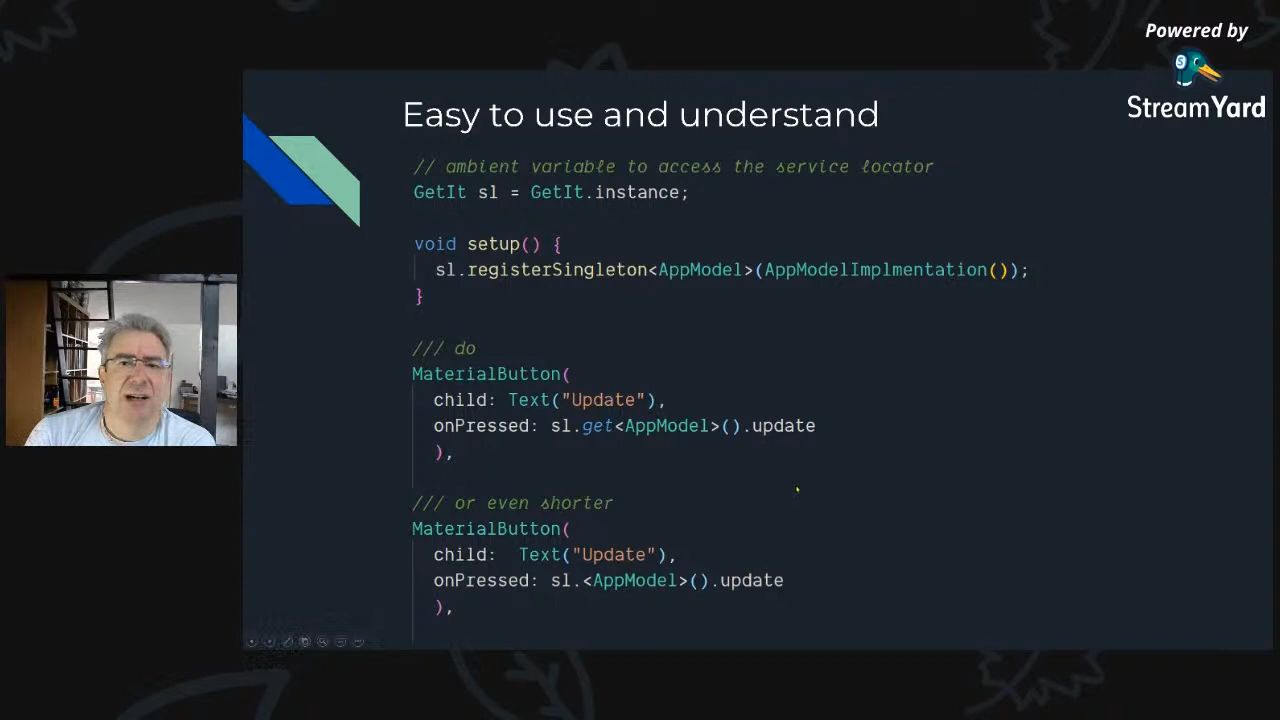 Powered by
StreamYard
Easy to use and understand
// ambient variable to access the service locator
GetIt sl = GetIt.instance;
void setup() {
sl.registerSingleton<AppModel>(AppModelImplmentation());
}
/// do
MaterialButton(
child: Text("Update"),
onPressed: sl.get<AppModel>().update
),
/// or even shorter
MaterialButton(
child:  Text("Update"),
onPressed: sl.<AppModel>().update
),